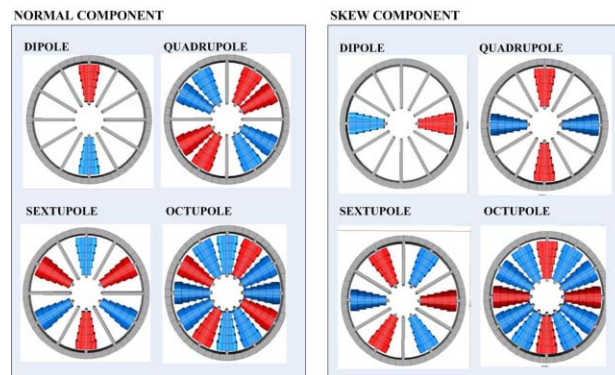 NORMAL COMPONENT
DIPOLE
QUADRUPOLE
SEXTUPOLE
OCTUPOLE
SKEW COMPONENT
DIPOLE
QUADRUPOLE
SEXTUPOLE
OCTUPOLE